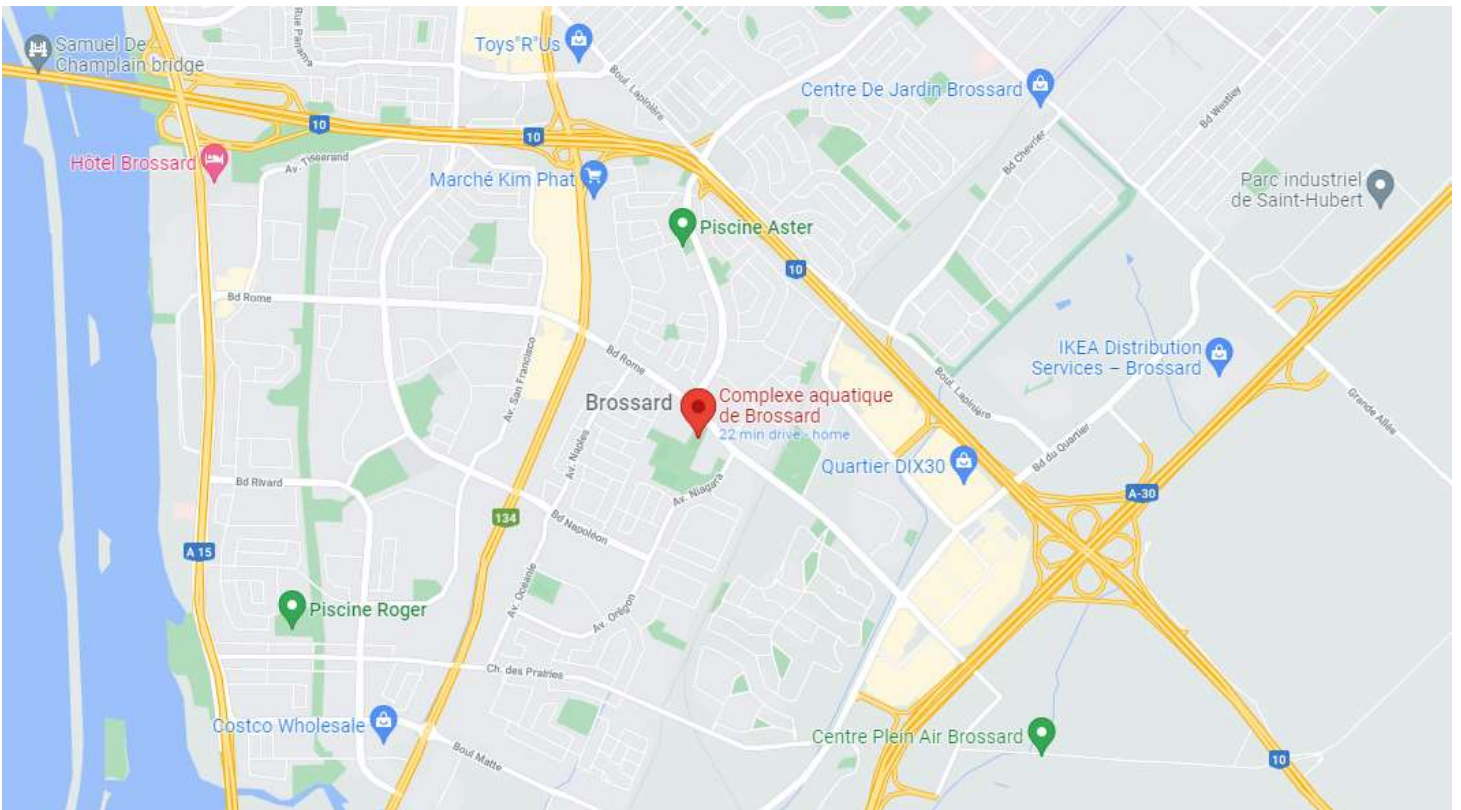 Samuel De
Champlain bridge
Rue Panama
Toys"R"Us
Boul. Lapinière
Centre De Jardin Brossard
Bd Westley
10
10
Hôtel Brossard
Av. Tisserand
Marché Kim Phat
Bd Chevrier
Parc industriel
de Saint-Hubert
Piscine Aster
10
Bd Rome
Av. San Francisco
Bd Rome
IKEA Distribution
Services – Brossard
Boul. Lapinière
Grande Allée
Brossard
Complexe aquatique
de Brossard
22 min drive - home
Av. Naples
Quartier DIX30
Bd du Quartier
Bd Rivard
Av. Niagara
A-30
134
Bd Napoléon
A 15
Av. Océanie
Piscine Roger
Av. Orégon
Ch. des Prairies
Costco Wholesale
Centre Plein Air Brossard
Boul Matte
10